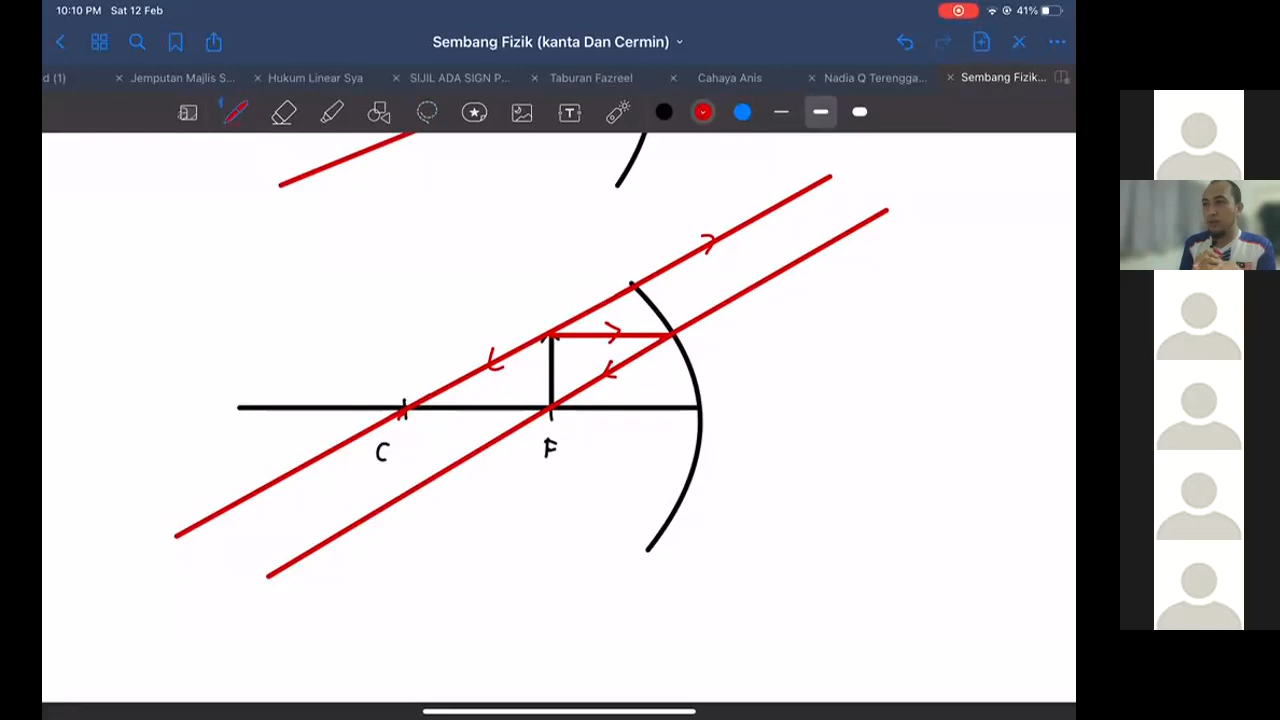 10:10 PM Sat 12 Feb
41%
Sembang Fizik (kanta Dan Cermin)
d (1)
Jemputan Majlis S...
Hukum Linear Sya
SIJIL ADA SIGN P...
Taburan Fazreel
Cahaya Anis
Nadia Q Terengga...
Sembang Fizik...
C
F